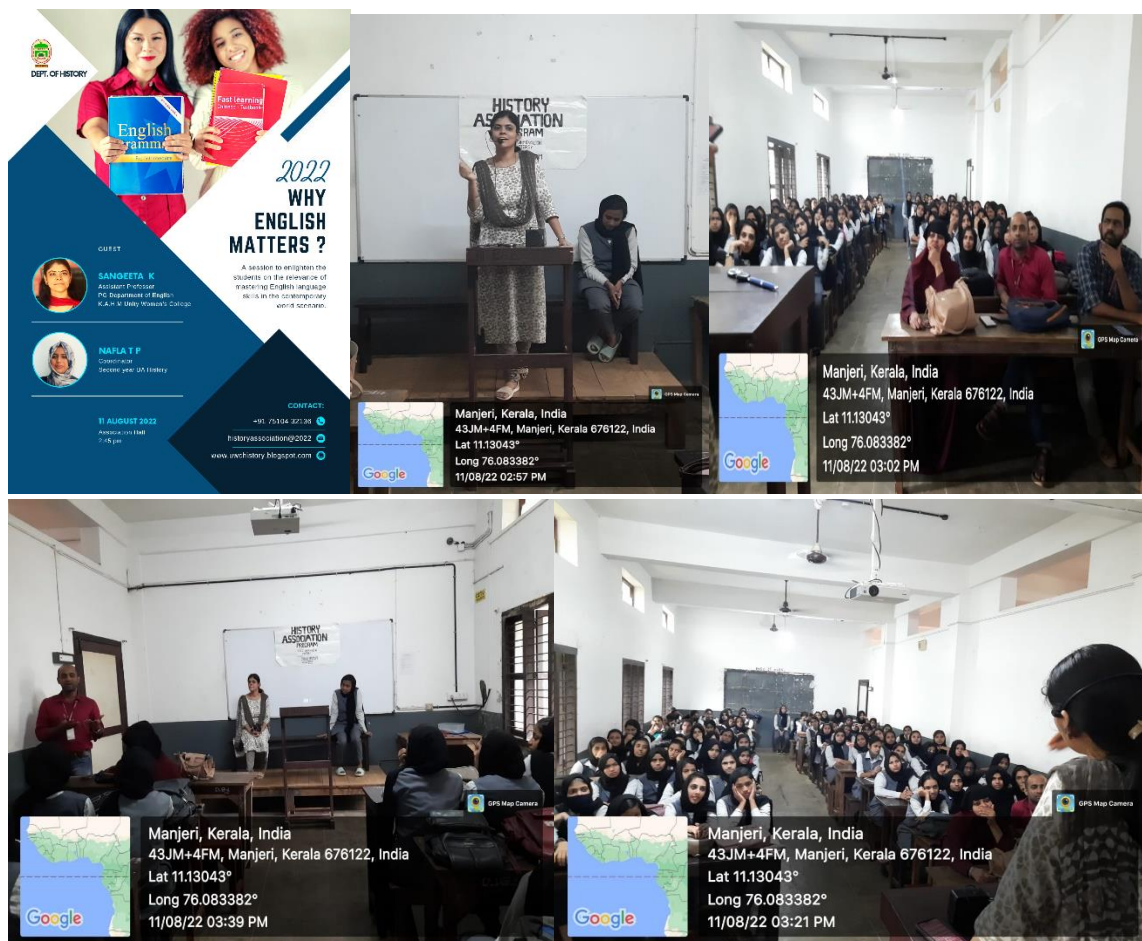 DEPT. OF HISTORY
English
Grammar
Fast learning
2022
WHY
ENGLISH
MATTERS ?
A session to enlighten the
students on the relevance of
mastering English language
skills in the contemporary
world scenario.
GUEST
SANGEETA K
Assistant Professor
PG Department of English
K.A.H.M Unity Women's College
NAFLA T P
Coordinator
Second year BA History
11 AUGUST 2022
Association Hall
2:45 pm
CONTACT:
+91 75104 32136
historyassociation@2022
www.uwchistory.blogspot.com
HISTORY
ASSOCIATION
PROGRAM
GPS Map Camera
Google
Manjeri, Kerala, India
43JM+4FM, Manjeri, Kerala 676122, India
Lat 11.13043°
Long 76.083382°
11/08/22 02:57 PM
GPS Map Camera
Google
Manjeri, Kerala, India
43JM+4FM, Manjeri, Kerala 676122, India
Lat 11.13043°
Long 76.083382°
11/08/22 03:02 PM
HISTORY
ASSOCIATION
PROGRAM
GPS Map Camera
Google
Manjeri, Kerala, India
43JM+4FM, Manjeri, Kerala 676122, India
Lat 11.13043°
Long 76.083382°
11/08/22 03:39 PM
GPS Map Camera
Google
Manjeri, Kerala, India
43JM+4FM, Manjeri, Kerala 676122, India
Lat 11.13043°
Long 76.083382°
11/08/22 03:21 PM